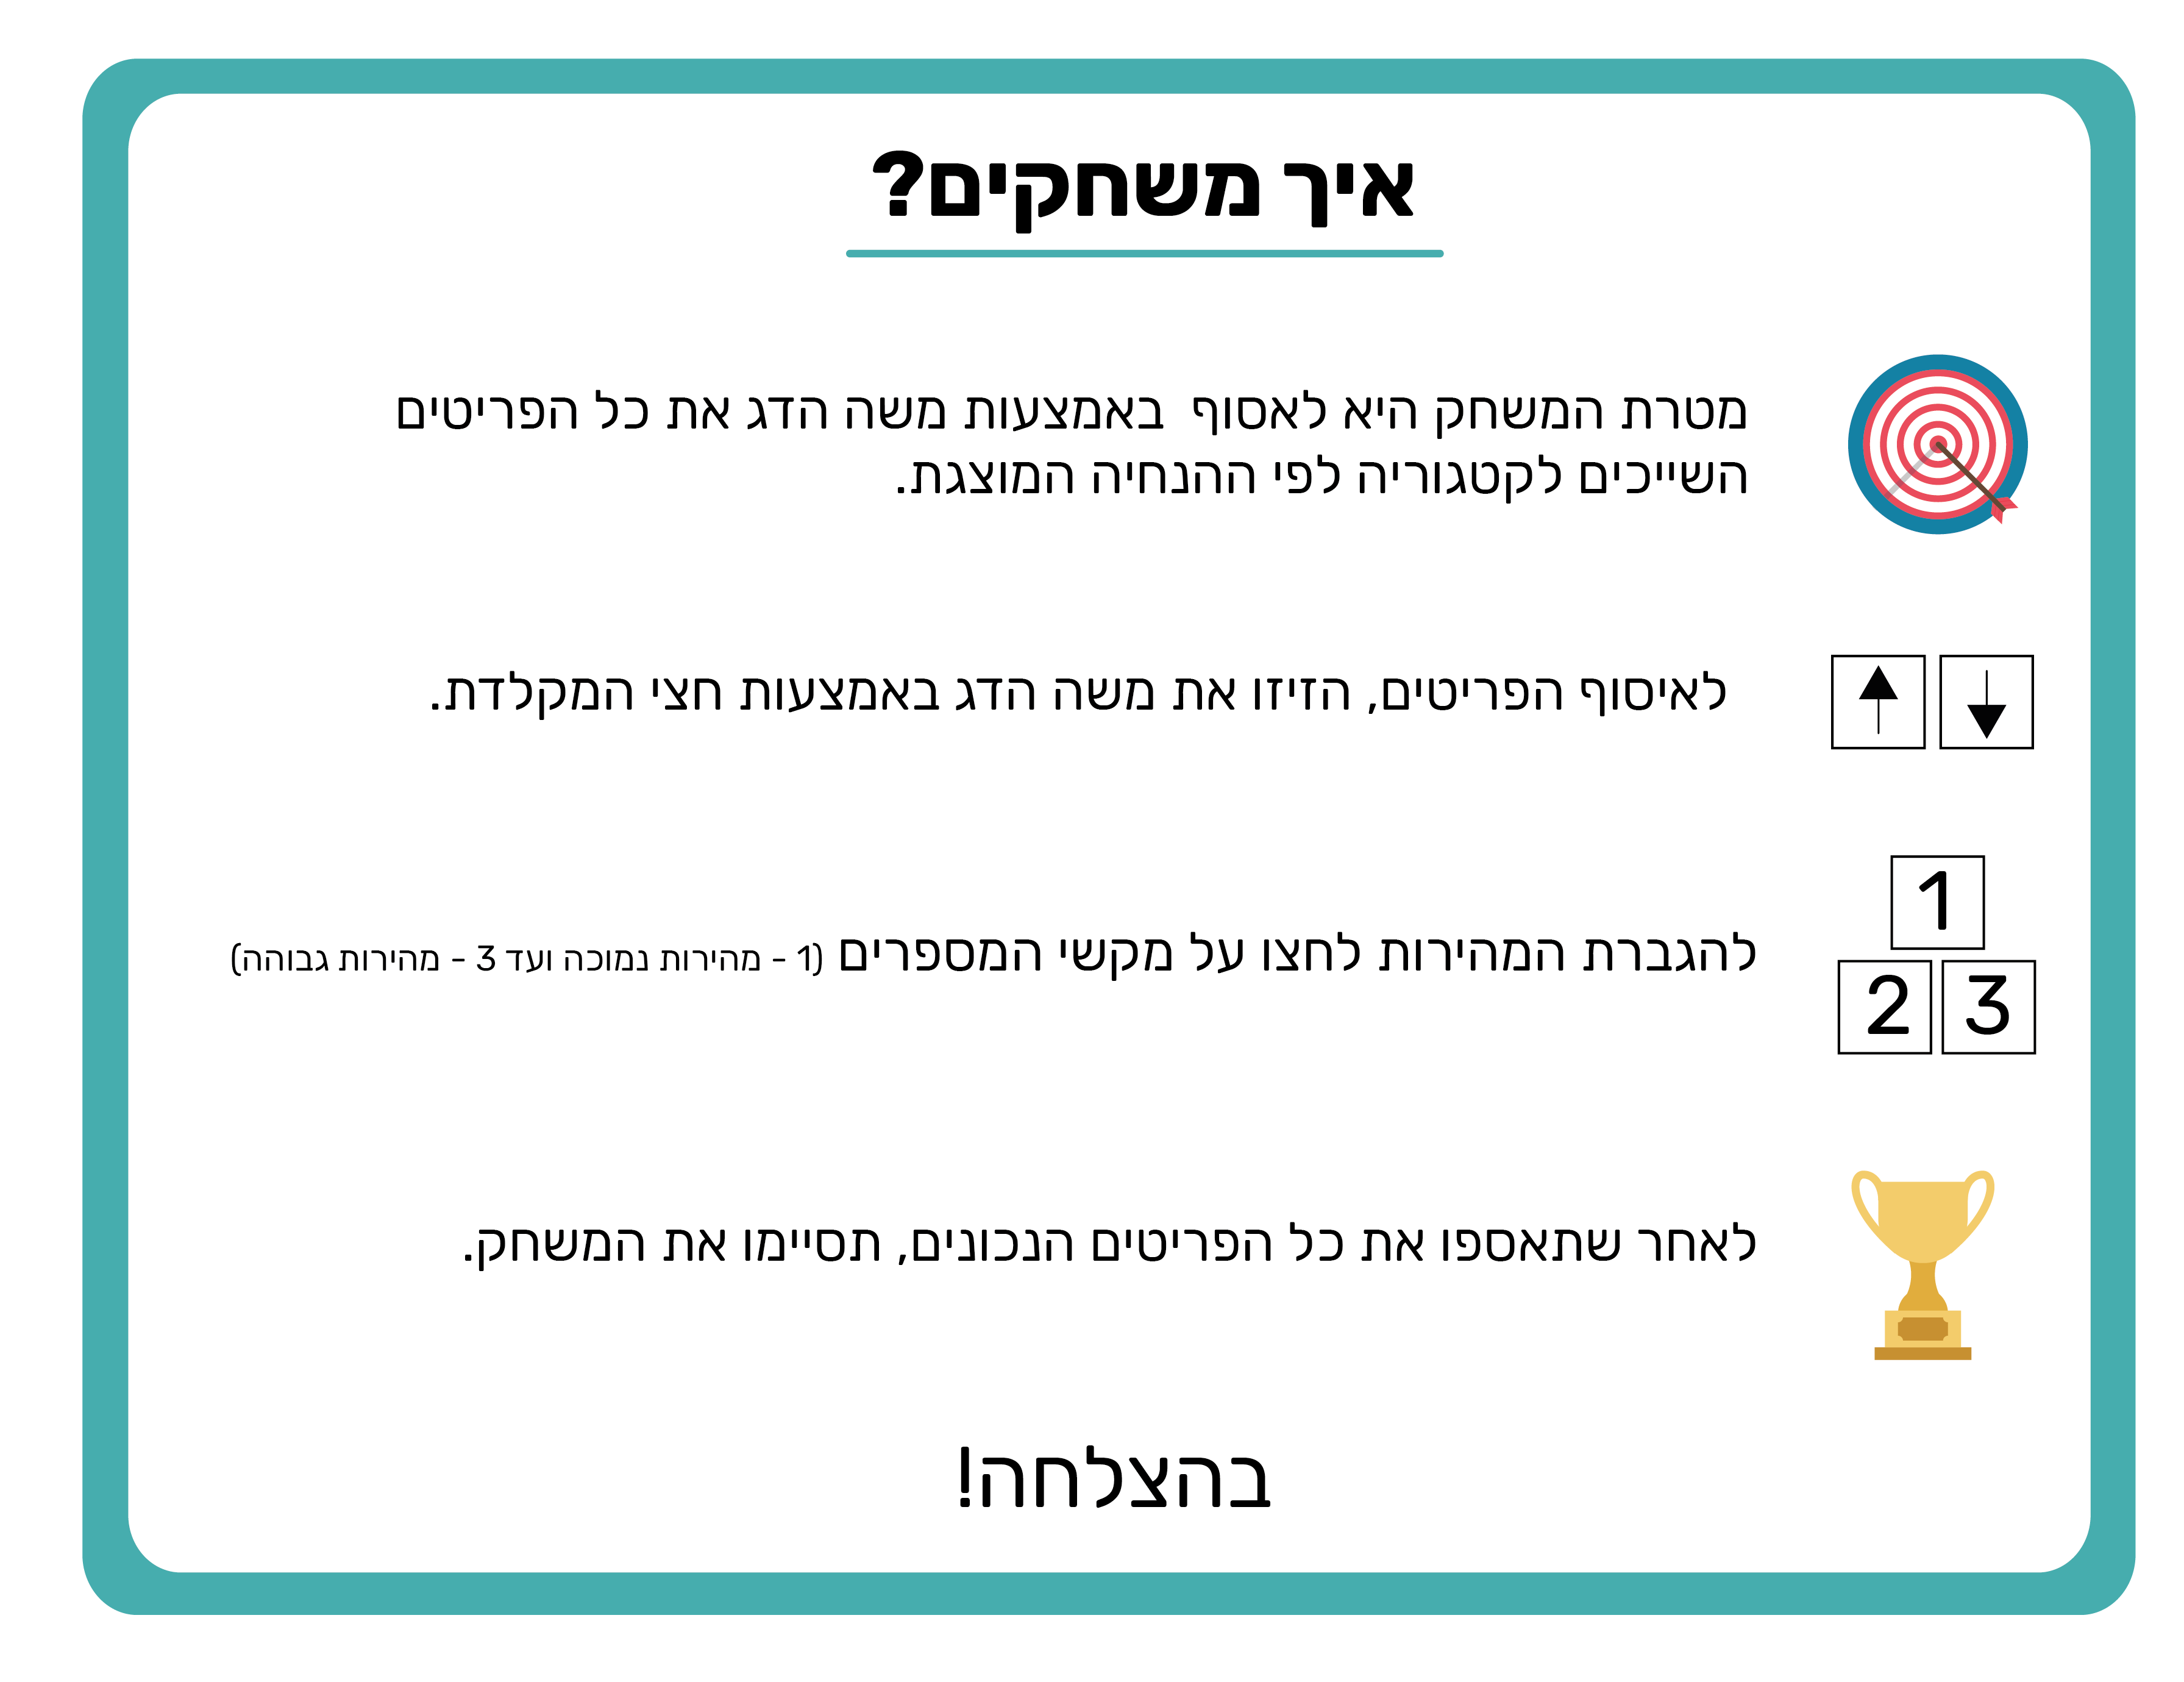 איך משחקים?
מטרת המשחק היא לאסוף באמצעות משה הדג את כל הפריטים
השייכים לקטגוריה לפי ההנחיה המוצגת.
לאיסוף הפריטים, הזיזו את משה הדג באמצעות חצי המקלדת.
1
להגברת המהירות לחצו על מקשי המספרים (1 - מהירות נמוכה ועד 3 - מהירות גבוהה)
2 3
לאחר שתאספו את כל הפריטים הנכונים, תסיימו את המשחק.
בהצלחה!